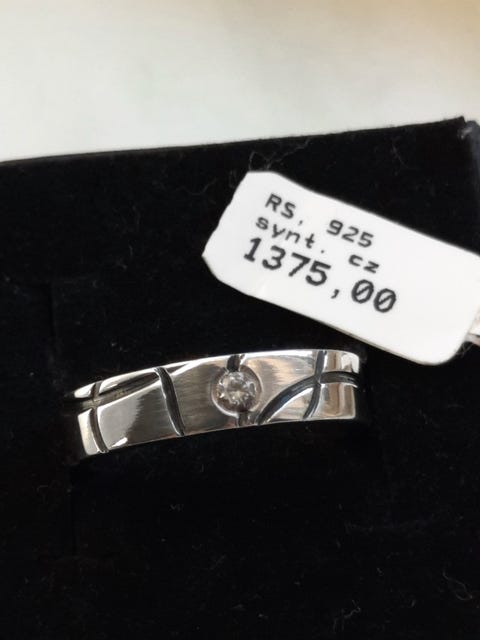 RS, 925
synt. cz
1375,00